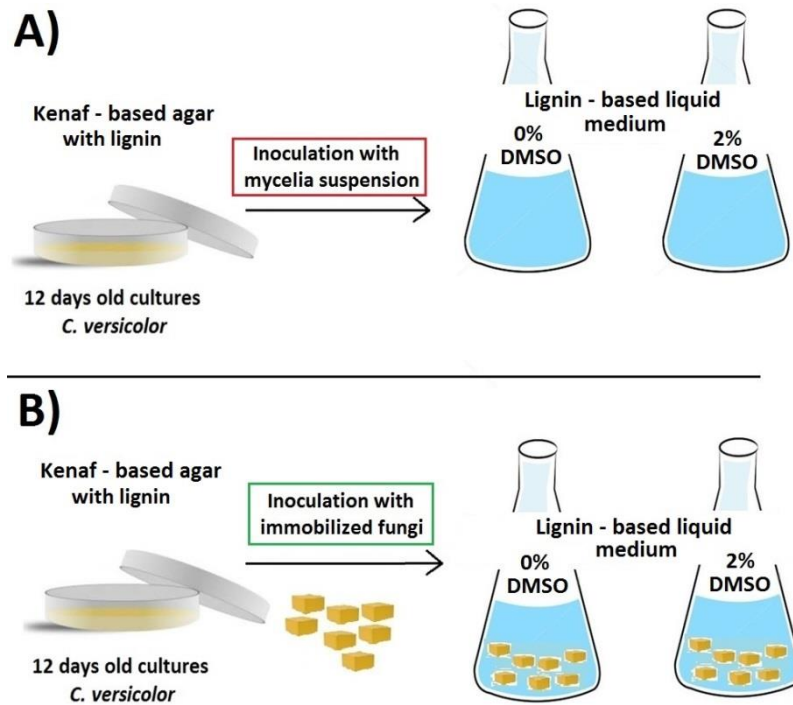 A)
Kenaf - based agar
with lignin
Inoculation with
mycelia suspension
Lignin - based liquid
medium
0%
DMSO
2%
DMSO
12 days old cultures
C. versicolor
B)
Kenaf - based agar
with lignin
Inoculation with
immobilized fungi
Lignin - based liquid
medium
0%
DMSO
2%
DMSO
12 days old cultures
C. versicolor